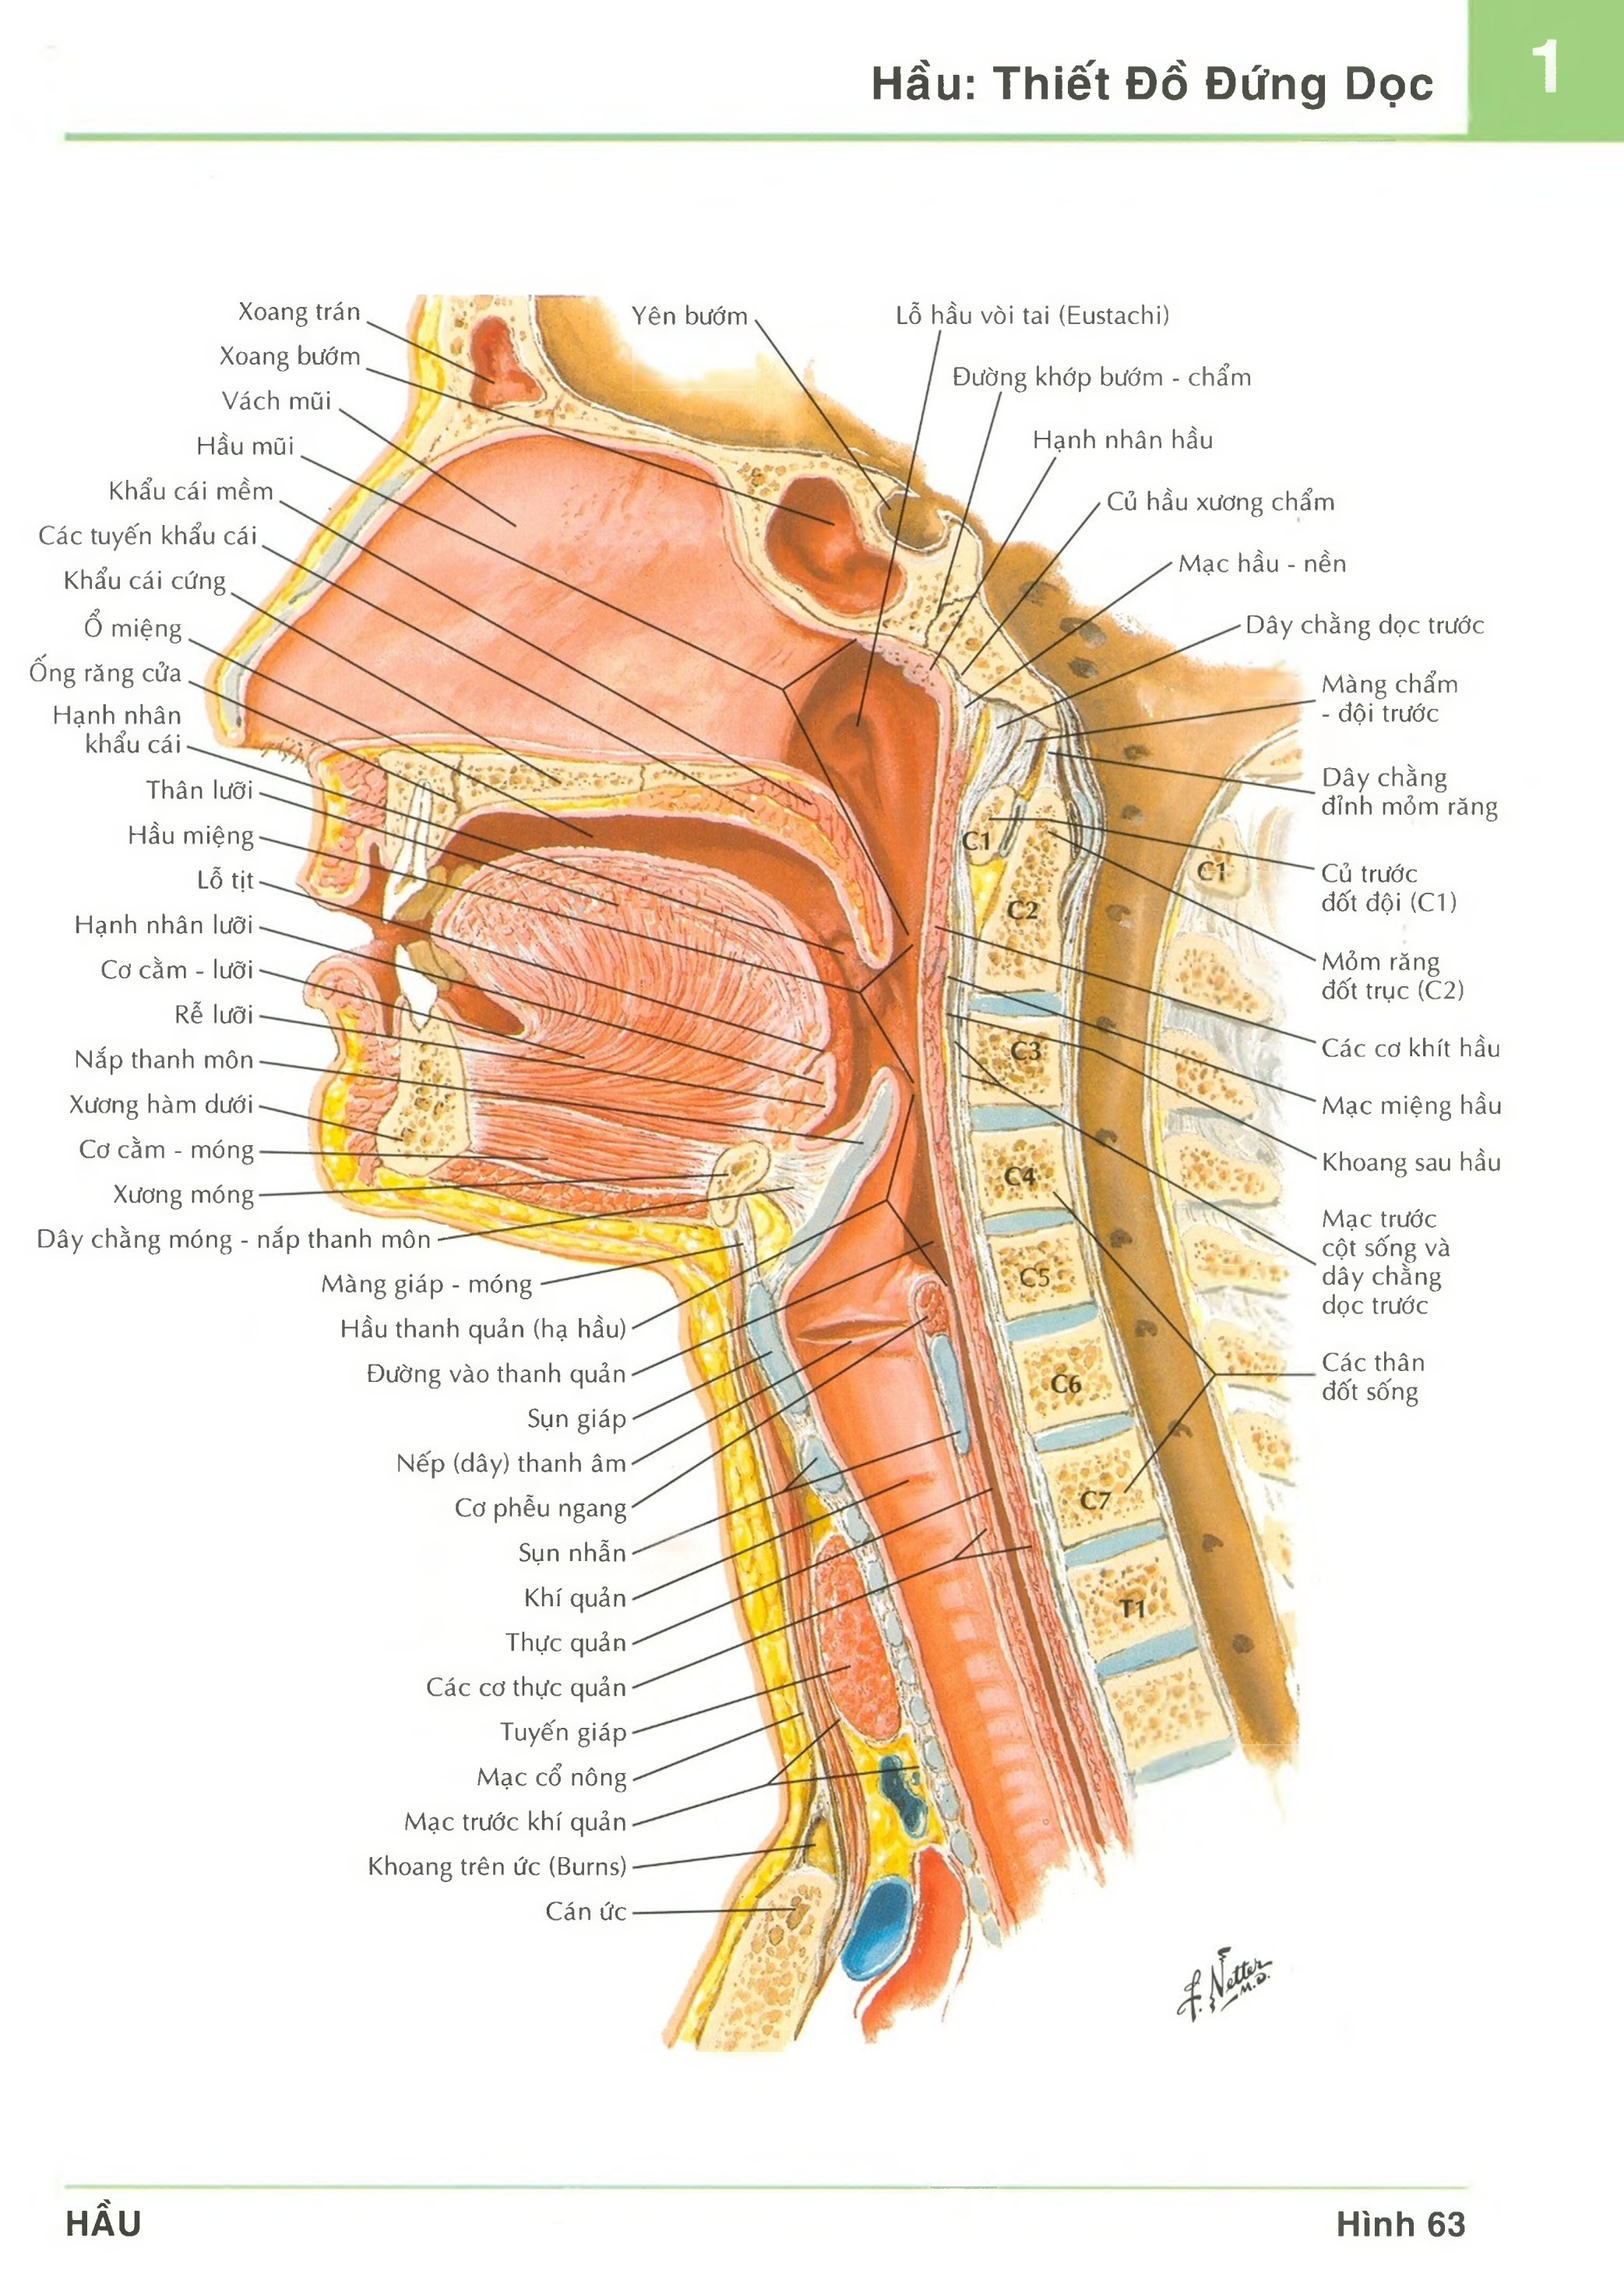 Hầu: Thiết Đồ Đứng Dọc
1
Xoang trán
Xoang bướm
Vách mũi
Hầu mũi
Khẩu cái mềm
Các tuyến khẩu cái
Khẩu cái cứng
Ổ miệng
Ống răng cửa
Hạnh nhân
khẩu cái
Thân lưỡi
Hầu miệng
Lỗ tịt
Hạnh nhân lưỡi
Cơ cằm - lưỡi
Rễ lưỡi
Nắp thanh môn
Xương hàm dưới
Cơ cằm - móng
Xương móng
Dây chằng móng - nắp thanh môn
Màng giáp - móng
Hầu thanh quản (hạ hầu)
Đường vào thanh quản
Sụn giáp
Nếp (dây) thanh âm
Cơ phễu ngang
Sụn nhẫn
Khí quản
Thực quản
Các cơ thực quản
Tuyến giáp
Mạc cổ nông
Mạc trước khí quản
Khoang trên ức (Burns)
Cán ức
Yên bướm
Lỗ hầu vòi tai (Eustachi)
Đường khớp bướm - chẩm
Hạnh nhân hầu
Củ hầu xương chẩm
Mạc hầu - nền
Dây chằng dọc trước
Màng chẩm
- đội trước
Dây chằng
đỉnh mỏm răng
Củ trước
đốt đội (C1)
Mỏm răng
đốt trục (C2)
Các cơ khít hầu
Mạc miệng hầu
Khoang sau hầu
Mạc trước
cột sống và
dây chằng
dọc trước
Các thân
đốt sống
C1
C1
C2
C3
C4
C5
C6
C7
T1
F. Netter
M.D.
HẦU
Hình 63